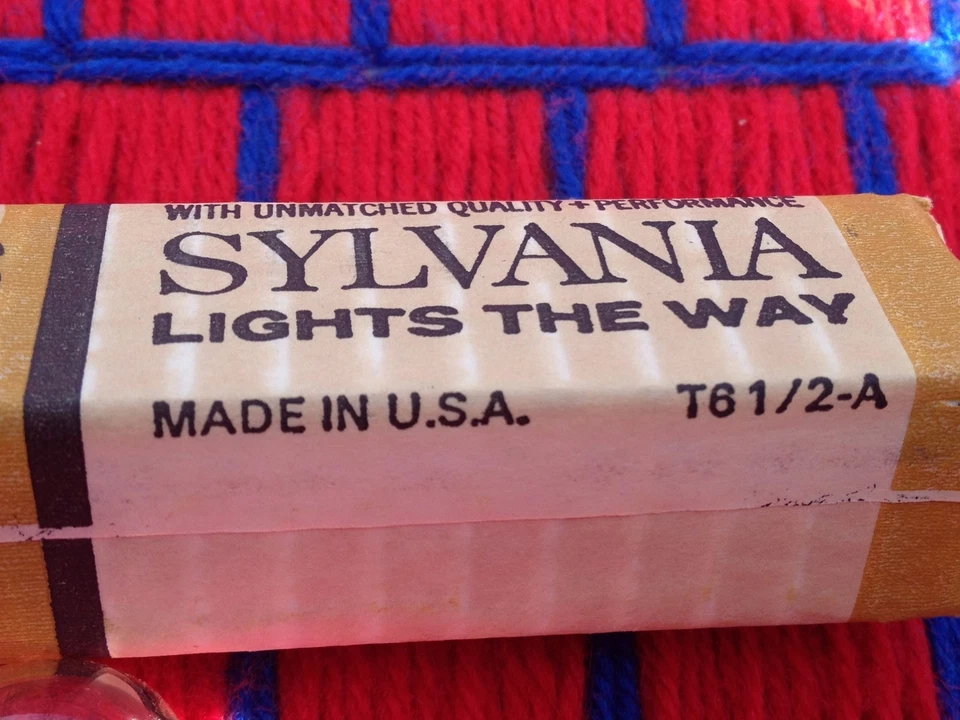 WITH UNMATCHED QUALITY + PERFORMANCE
SYLVANIA
LIGHTS THE WAY
MADE IN U.S.A. T6 1/2-A